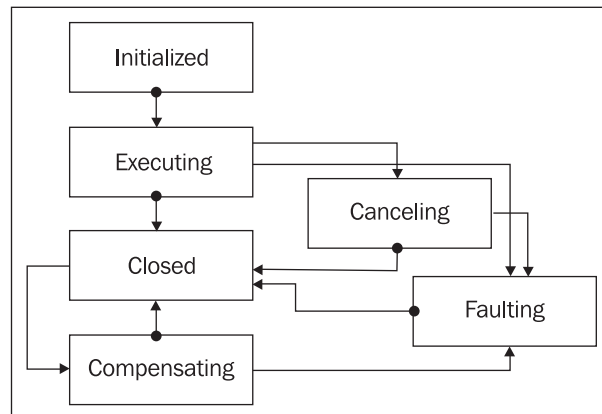 Initialized
Executing
Canceling
Closed
Faulting
Compensating